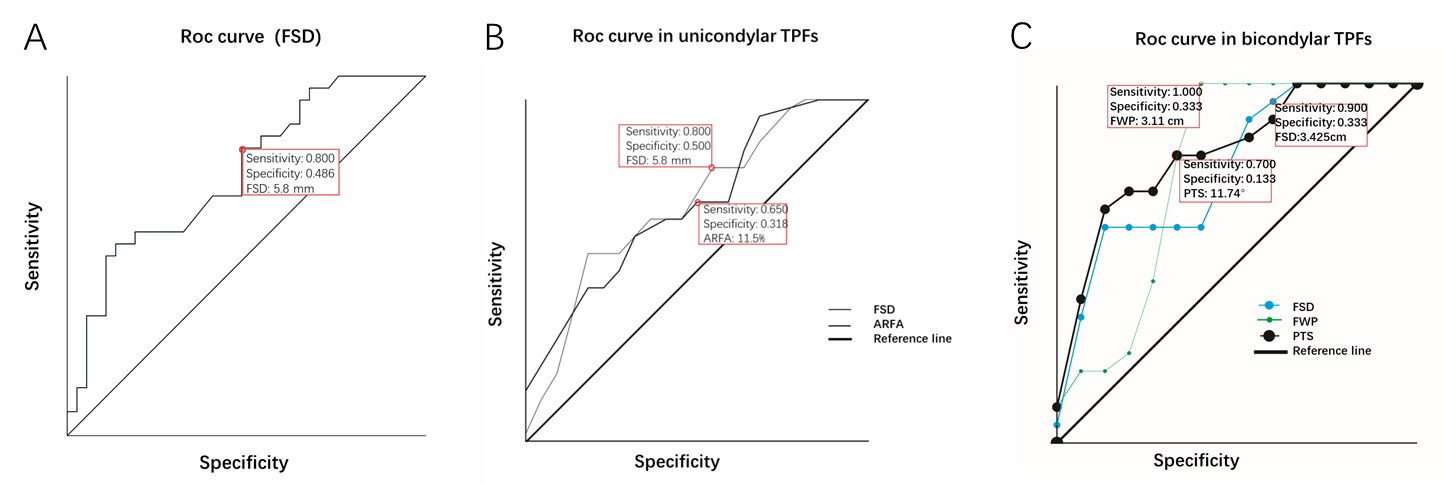 A
Roc curve (FSD)
Sensitivity: 0.800
Specificity: 0.486
FSD: 5.8 mm
Sensitivity
Specificity
B
Roc curve in unicondylar TPFs
Sensitivity: 0.800
Specificity: 0.500
FSD: 5.8 mm
Sensitivity: 0.650
Specificity: 0.318
ARFA: 11.5%
FSD
ARFA
Reference line
Sensitivity
Specificity
C
Roc curve in bicondylar TPFs
Sensitivity: 1.000
Specificity: 0.333
FWP: 3.11 cm
Sensitivity: 0.900
Specificity: 0.333
FSD:3.425cm
Sensitivity: 0.700
Specificity: 0.133
PTS: 11.74°
FSD
FWP
PTS
Reference line
Sensitivity
Specificity